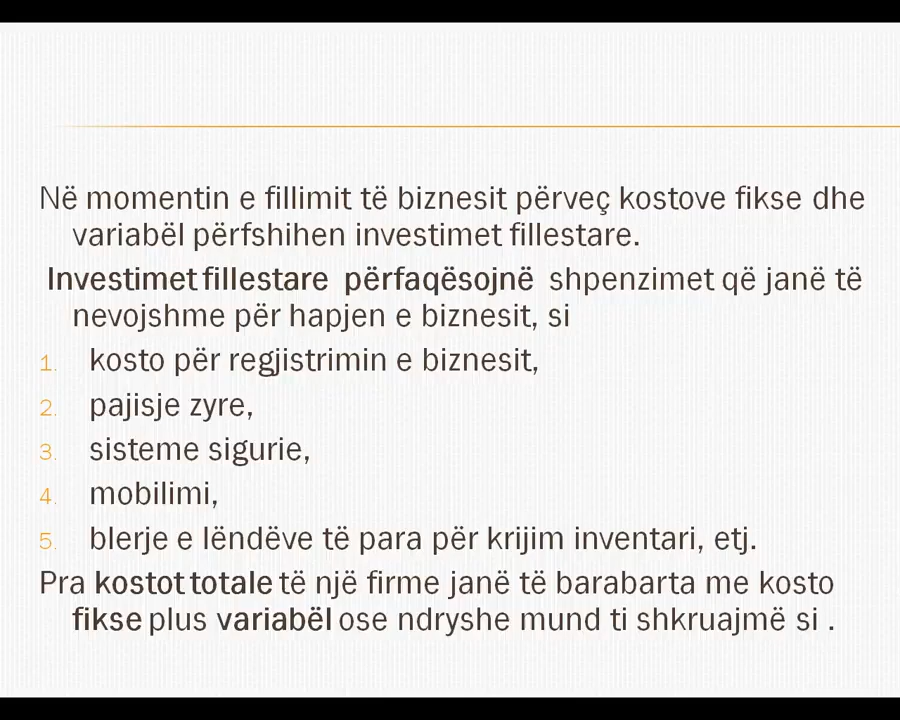 Në momentin e fillimit të biznesit përveç kostove fikse dhe
variabël përfshihen investimet fillestare.
Investimet fillestare përfaqësojnë shpenzimet që janë të
nevojshme për hapjen e biznesit, si
1. kosto për regjistrimin e biznesit,
2. pajisje zyre,
3. sisteme sigurie,
4. mobilimi,
5. blerje e lëndëve të para për krijim inventari, etj.
Pra kostot totale të një firme janë të barabarta me kosto
fikse plus variabël ose ndryshe mund ti shkruajmë si .